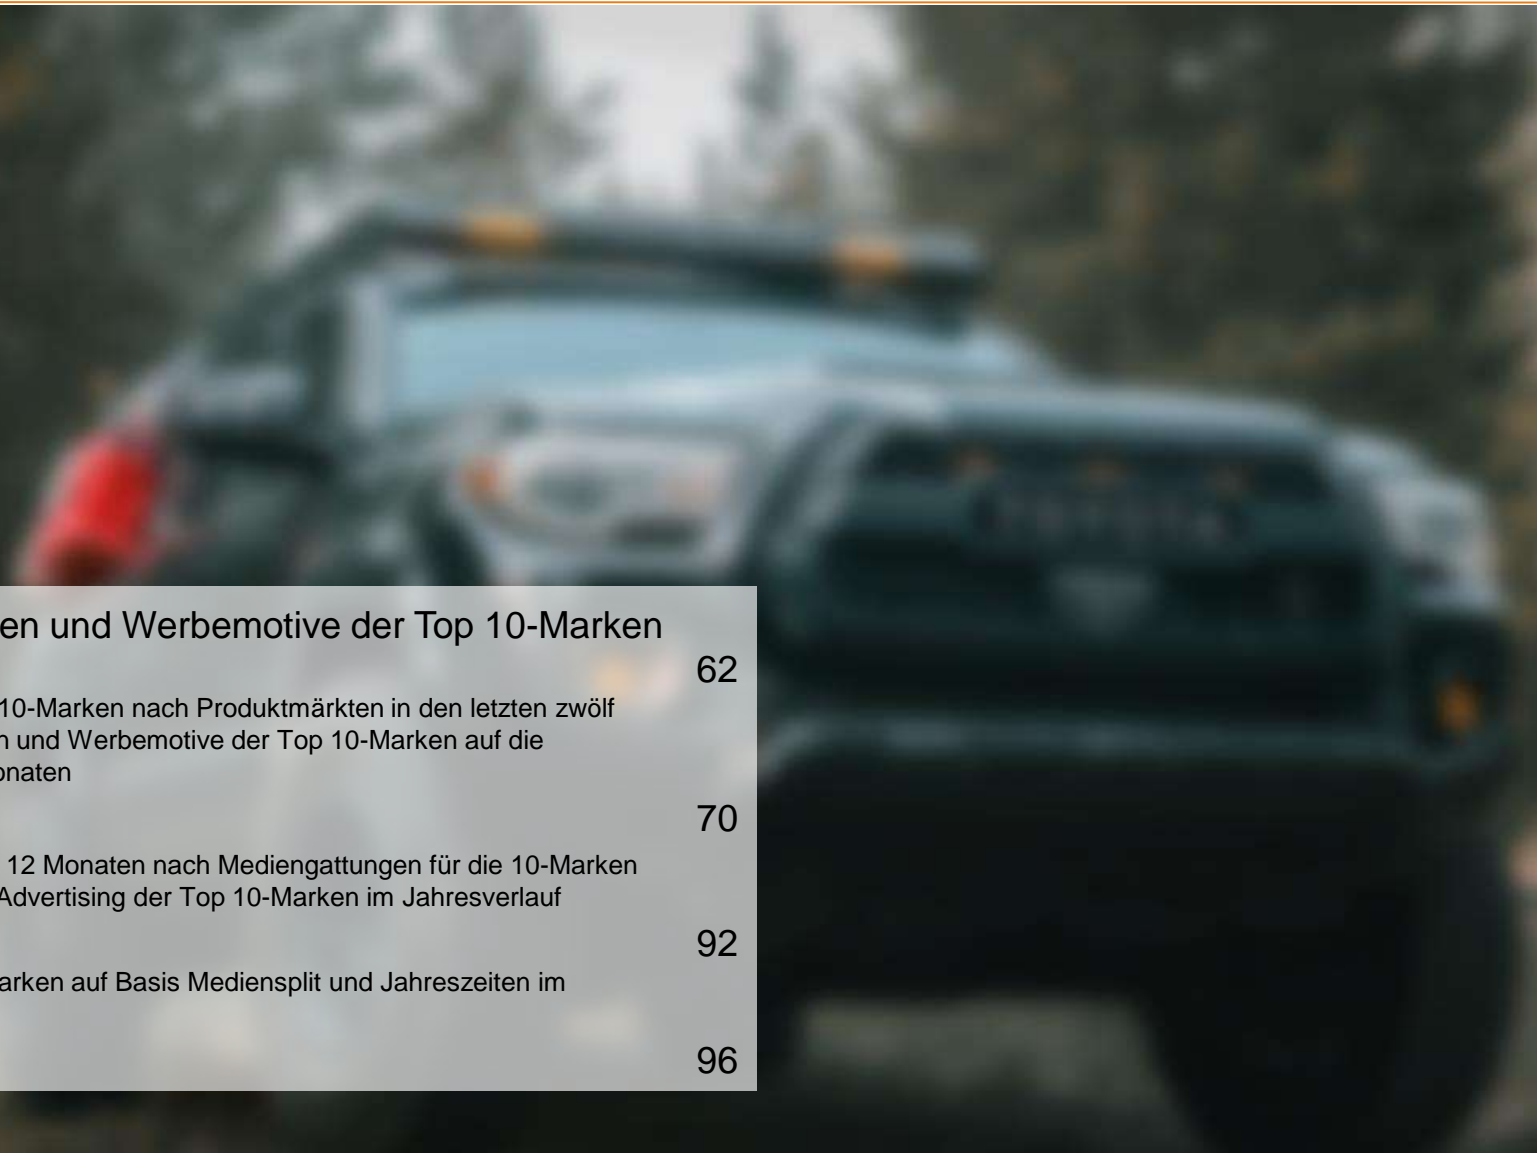 en und Werbemotive der Top 10-Marken
62
10-Marken nach Produktmärkten in den letzten zwölf
n und Werbemotive der Top 10-Marken auf die
onaten
70
12 Monaten nach Mediengattungen für die 10-Marken
Advertising der Top 10-Marken im Jahresverlauf
92
arken auf Basis Mediensplit und Jahreszeiten im
96